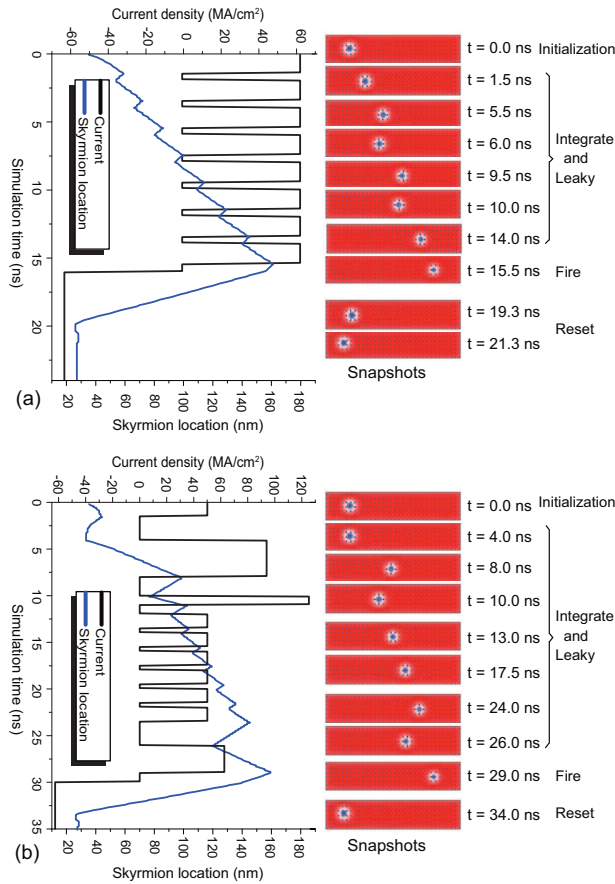 Current density (MA/cm²)
-60 -40 -20 0 20 40 60
0
5
10
15
20
Simulation time (ns)
Current
Skyrmion location
20 40 60 80 100 120 140 160 180
Skyrmion location (nm)
(a)
t = 0.0 ns Initialization
t = 1.5 ns
t = 5.5 ns
t = 6.0 ns
t = 9.5 ns
t = 10.0 ns
t = 14.0 ns
Integrate
and
Leaky
t = 15.5 ns Fire
t = 19.3 ns
t = 21.3 ns
Reset
Snapshots
Current density (MA/cm²)
-60 -40 -20 0 20 40 60 80 100 120
0
5
10
15
20
25
30
35
Simulation time (ns)
Current
Skyrmion location
20 40 60 80 100 120 140 160 180
Skyrmion location (nm)
(b)
t = 0.0 ns Initialization
t = 4.0 ns
t = 8.0 ns
t = 10.0 ns
t = 13.0 ns
t = 17.5 ns
t = 24.0 ns
t = 26.0 ns
Integrate
and
Leaky
t = 29.0 ns Fire
t = 34.0 ns Reset
Snapshots